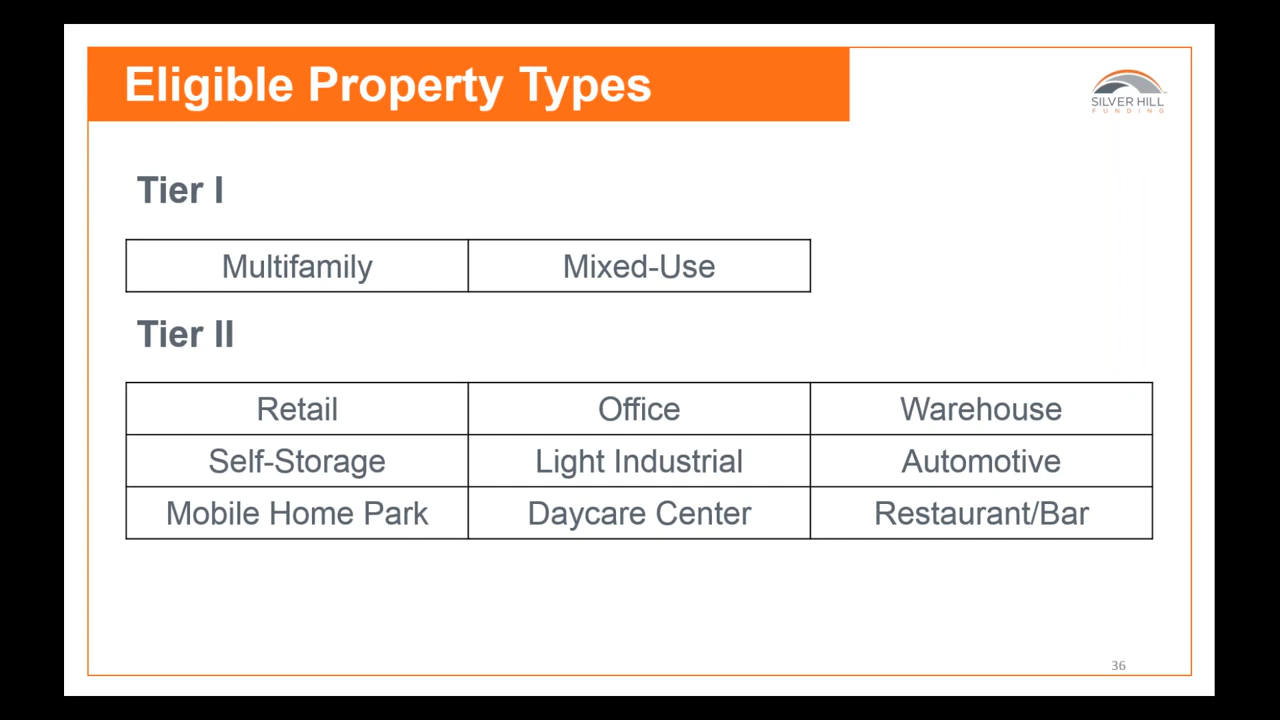 Eligible Property Types
SILVER HILL
FUNDING
Tier I
Multifamily Mixed-Use
Tier II
Retail Office Warehouse
Self-Storage Light Industrial Automotive
Mobile Home Park Daycare Center Restaurant/Bar
36